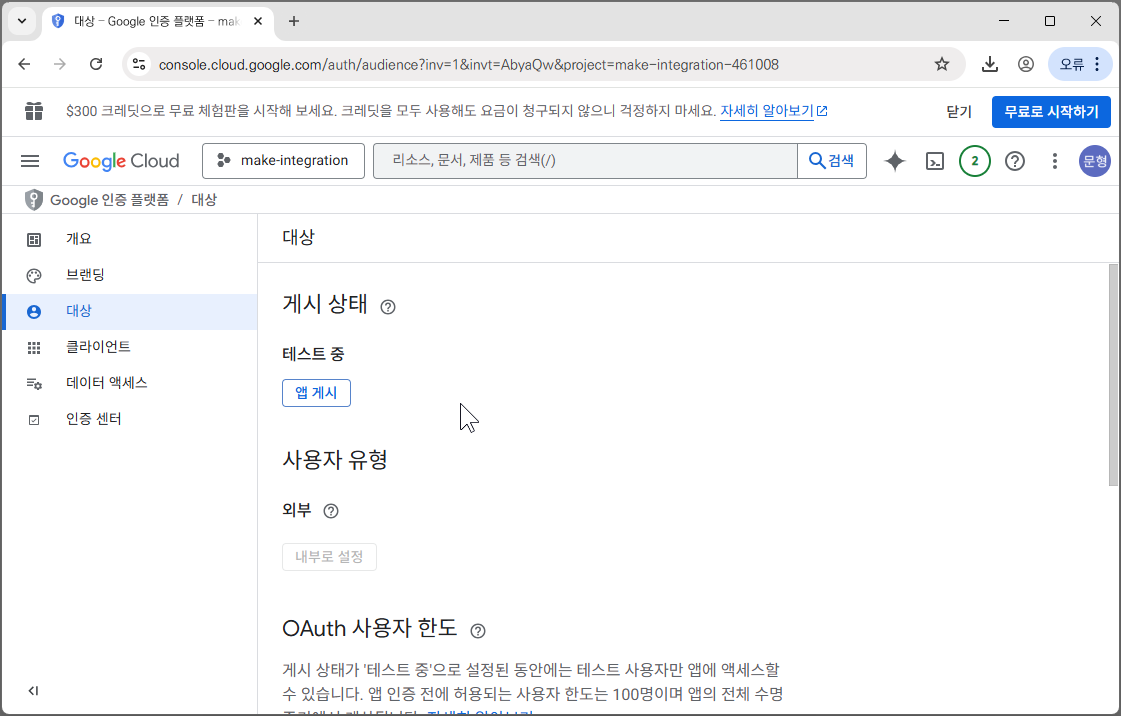 대상 – Google 인증 플랫폼 – mak
console.cloud.google.com/auth/audience?inv=1&invt=AbyaQw&project=make-integration-461008
오류
$300 크레딧으로 무료 체험판을 시작해 보세요. 크레딧을 모두 사용해도 요금이 청구되지 않으니 걱정하지 마세요. 자세히 알아보기
닫기
무료로 시작하기
Google Cloud
make-integration
리소스, 문서, 제품 등 검색(/)
검색
2
문형
Google 인증 플랫폼 / 대상
개요
브랜딩
대상
클라이언트
데이터 액세스
인증 센터
대상
게시 상태
테스트 중
앱 게시
사용자 유형
외부
내부로 설정
OAuth 사용자 한도
게시 상태가 '테스트 중'으로 설정된 동안에는 테스트 사용자만 앱에 액세스할
수 있습니다. 앱 인증 전에 허용되는 사용자 한도는 100명이며 앱의 전체 수명